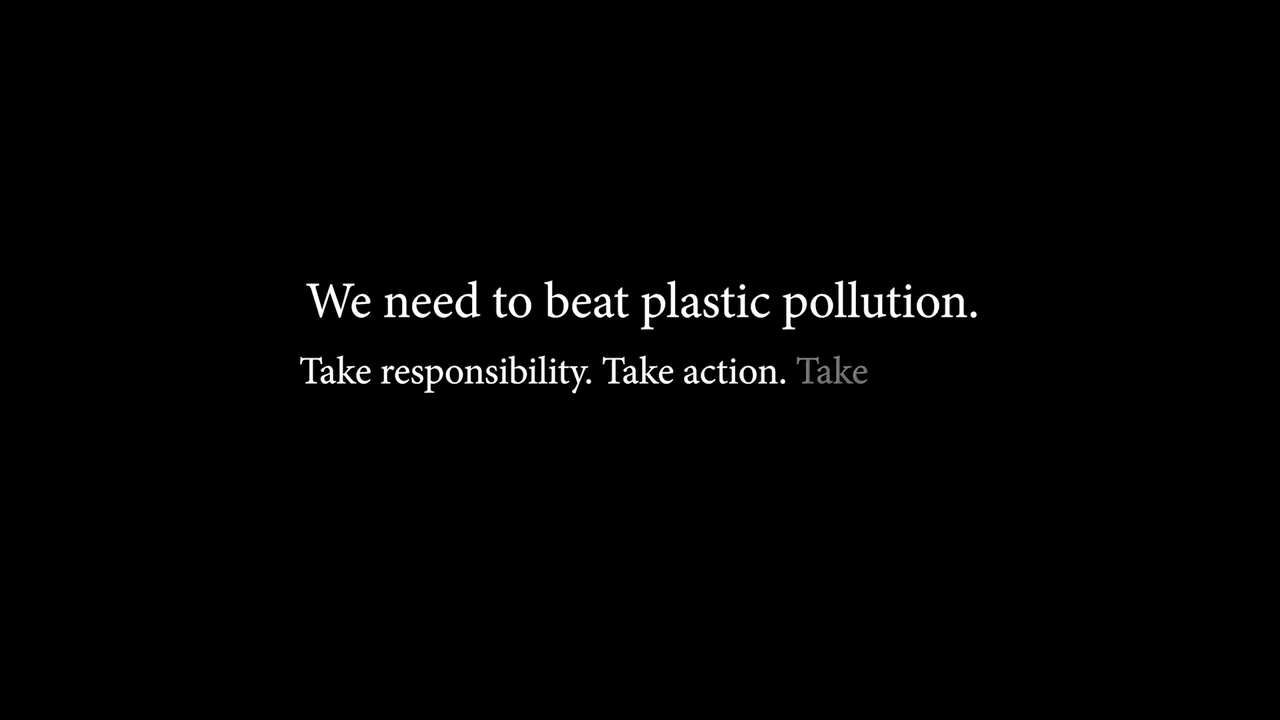 We need to beat plastic pollution.
Take responsibility. Take action. Take